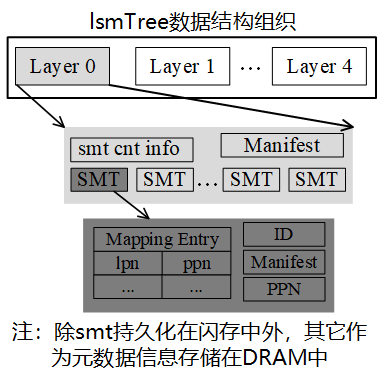 lsmTree数据结构组织
Layer 0 Layer 1 … Layer 4
smt cnt info Manifest
SMT SMT … SMT SMT
Mapping Entry ID
lpn ppn Manifest
... ... PPN
注：除smt持久化在闪存中外，其它作
为元数据信息存储在DRAM中